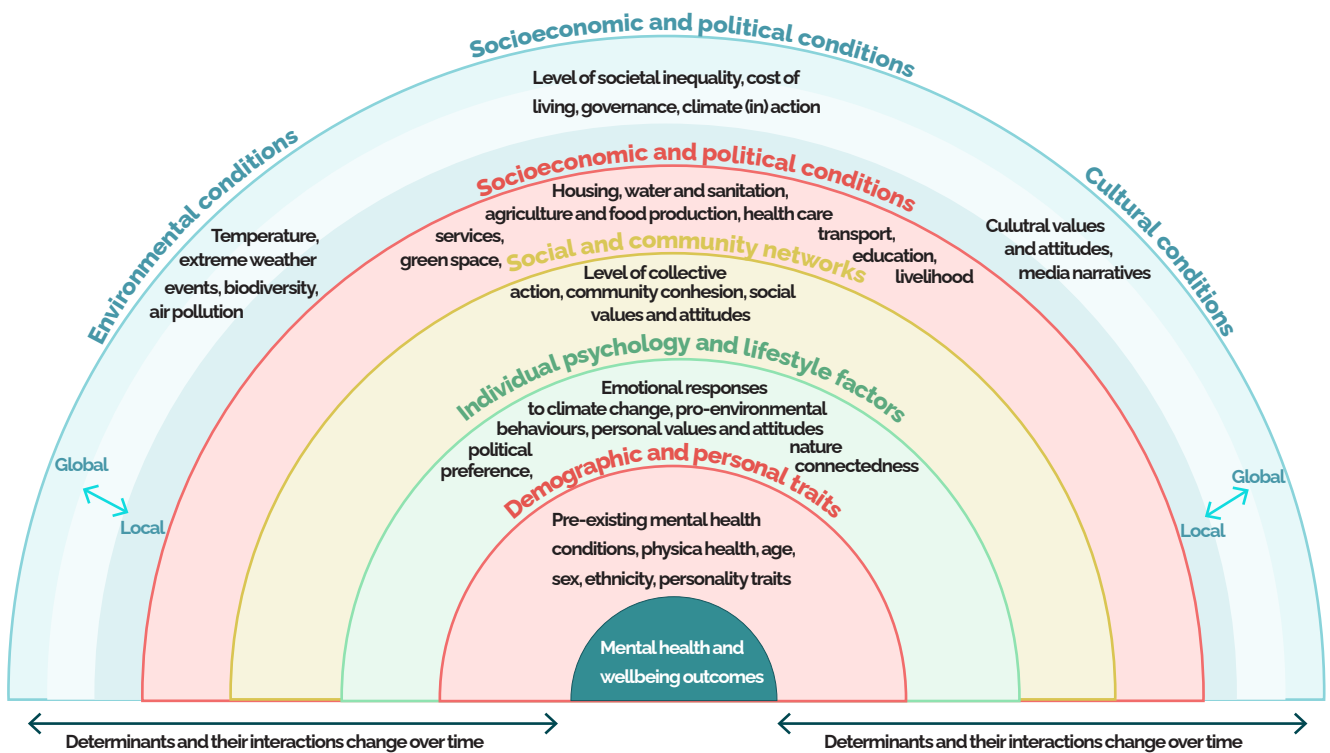 Socioeconomic and political conditions
Level of societal inequality, cost of
living, governance, climate (in) action
Environmental conditions
Temperature,
extreme weather
events, biodiversity,
air pollution
Cultural conditions
Culutral values
and attitudes,
media narratives
Socioeconomic and political conditions
Housing, water and sanitation,
agriculture and food production, health care
services,
green space,
transport,
education,
livelihood
Social and community networks
Level of collective
action, community conhesion, social
values and attitudes
Individual psychology and lifestyle factors
Emotional responses
to climate change, pro-environmental
behaviours, personal values and attitudes
political
preference,
nature
connectedness
Demographic and personal traits
Pre-existing mental health
conditions, physica health, age,
sex, ethnicity, personality traits
Mental health and
wellbeing outcomes
Global
Local
Global
Local
Determinants and their interactions change over time
Determinants and their interactions change over time